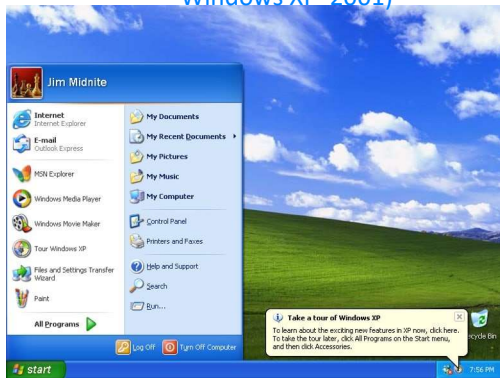 Windows XP 2001)
Jim Midnite
Internet
Internet Explorer
E-mail
Outlook Express
MSN Explorer
Windows Media Player
Windows Movie Maker
Tour Windows XP
Files and Settings Transfer
Wizard
Paint
All Programs
My Documents
My Recent Documents
My Pictures
My Music
My Computer
Control Panel
Printers and Faxes
Help and Support
Search
Run...
Log Off
Turn Off Computer
Take a tour of Windows XP
To learn about the exciting new features in XP now, click here.
To take the tour later, click All Programs on the Start menu,
and then click Accessories.
ecycle Bin
start
7:56 PM